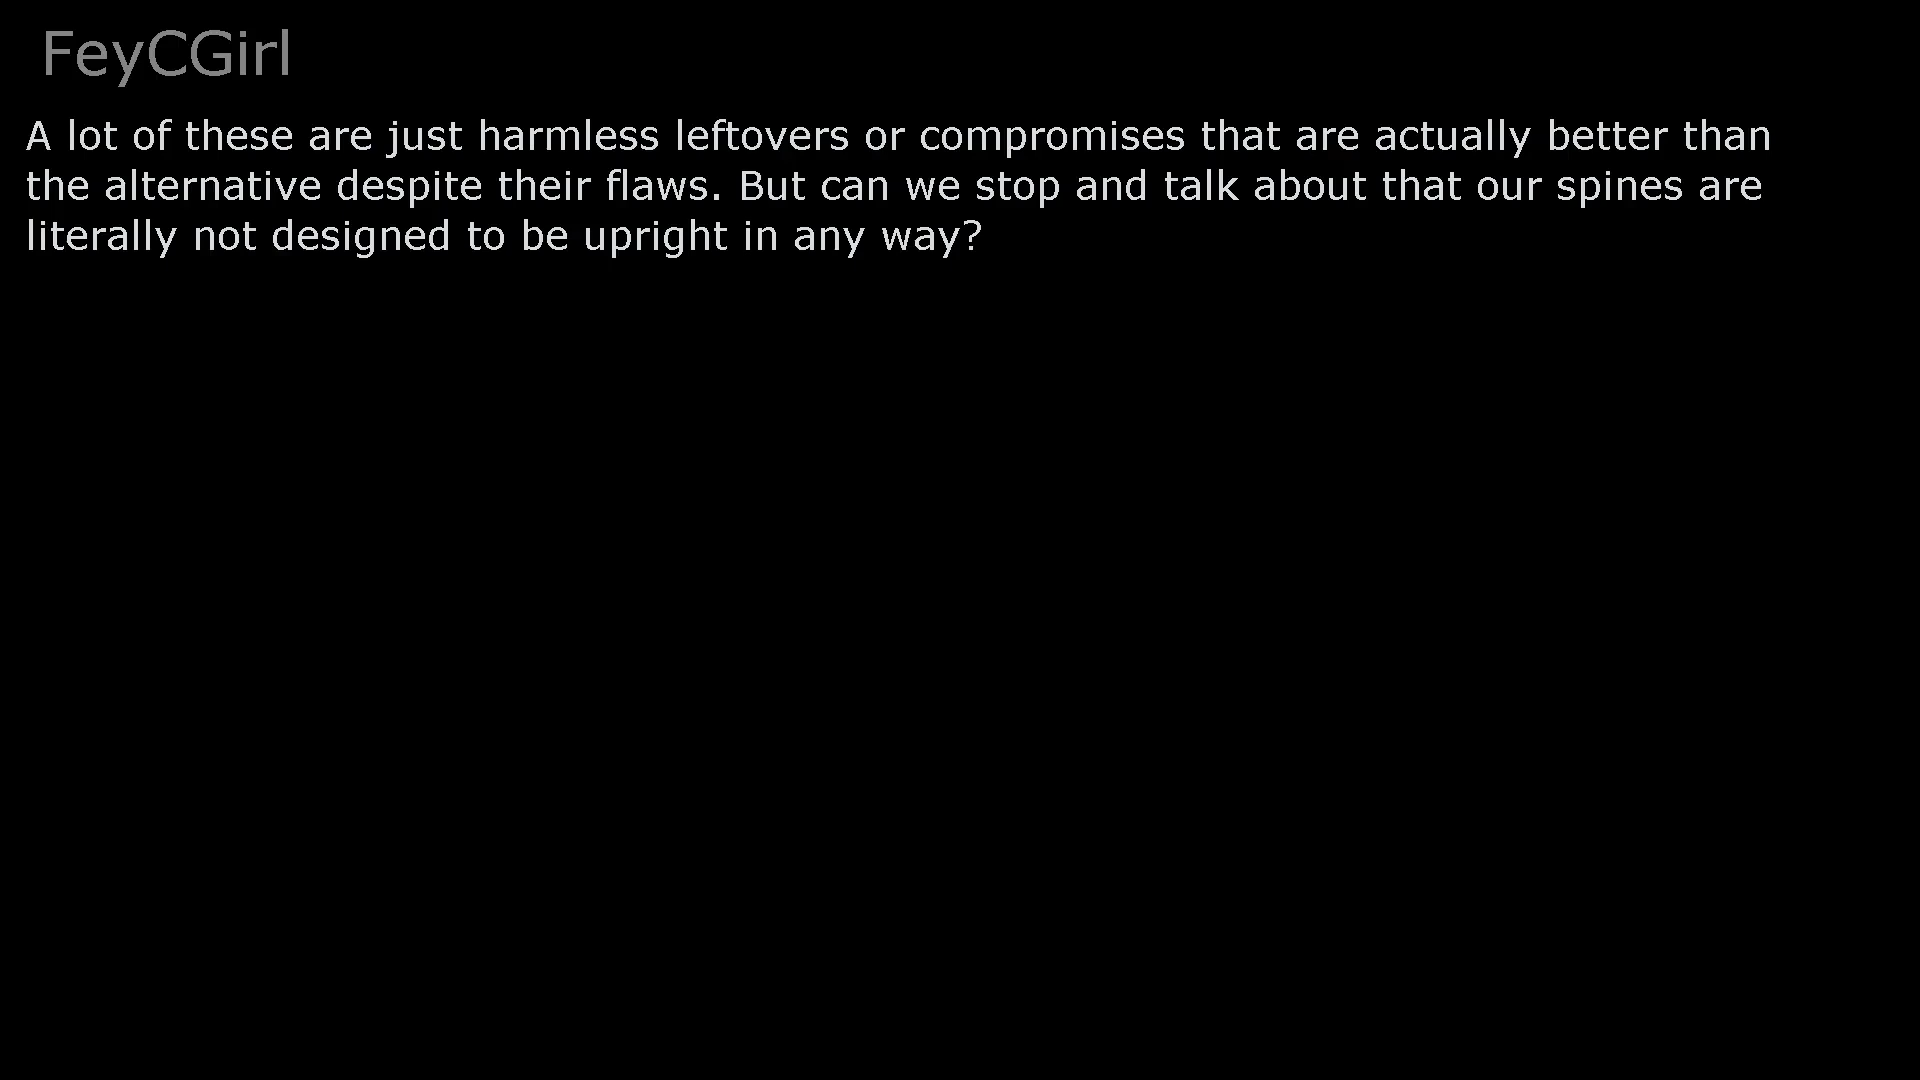 FeyCGirl
A lot of these are just harmless leftovers or compromises that are actually better than
the alternative despite their flaws. But can we stop and talk about that our spines are
literally not designed to be upright in any way?